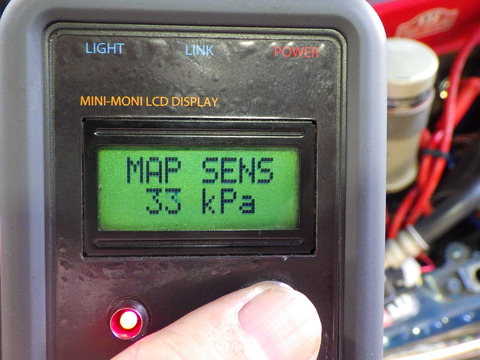 LIGHT LINK POWER
MINI-MONI LCD DISPLAY
MAP SENS
33 kPa